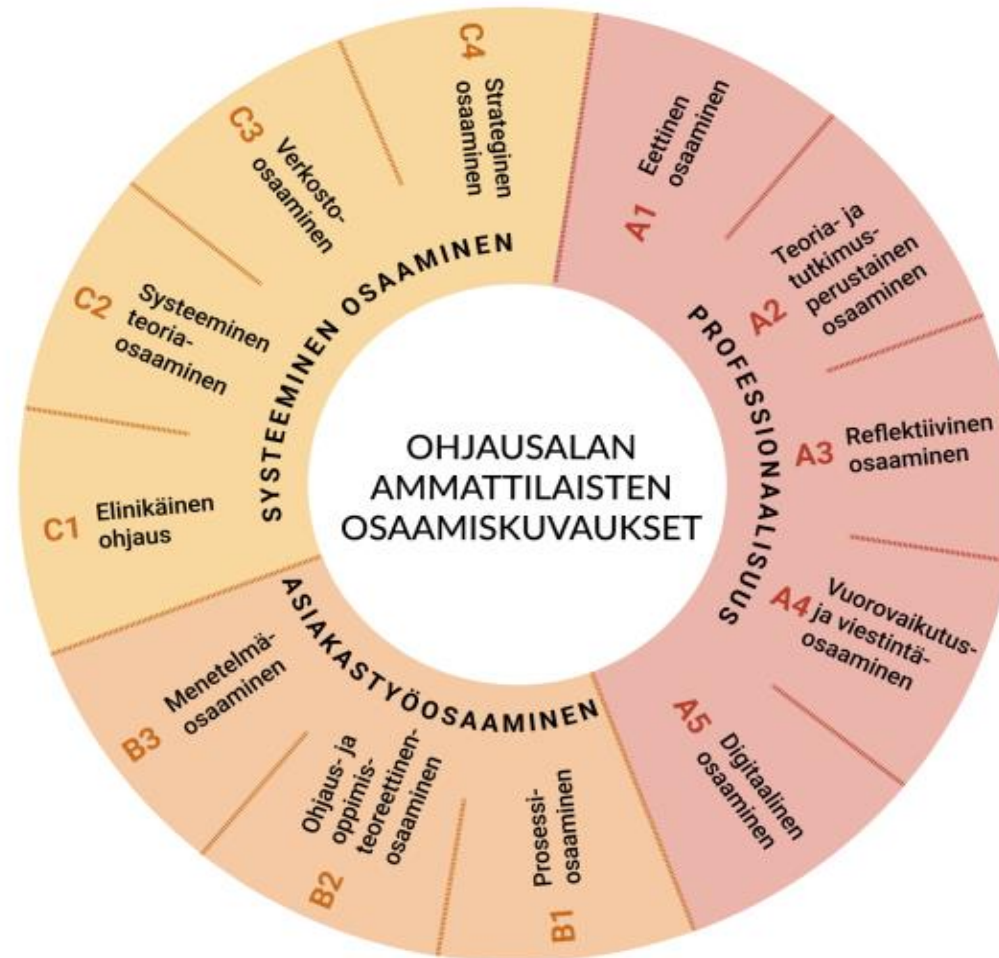 OHJAUSALAN
AMMATTILAISTEN
OSAAMISKUVAUKSET
PROFESSIONAALISUUS
A1
Eettinen
osaaminen
A2
Teoria- ja
tutkimus-
perustainen
osaaminen
A3
Reflektiivinen
osaaminen
A4
Vuorovaikutus-
ja viestintä-
osaaminen
A5
Digitaalinen
osaaminen
ASIAKASTYÖOSAAMINEN
B1
Prosessi-
osaaminen
B2
Ohjaus- ja
oppimis-
teoreettinen-
osaaminen
B3
Menetelmä-
osaaminen
SYSTEEMINEN OSAAMINEN
C1
Elinikäinen
ohjaus
C2
Systeeminen
teoria-
osaaminen
C3
Verkosto-
osaaminen
C4
Strateginen
osaaminen